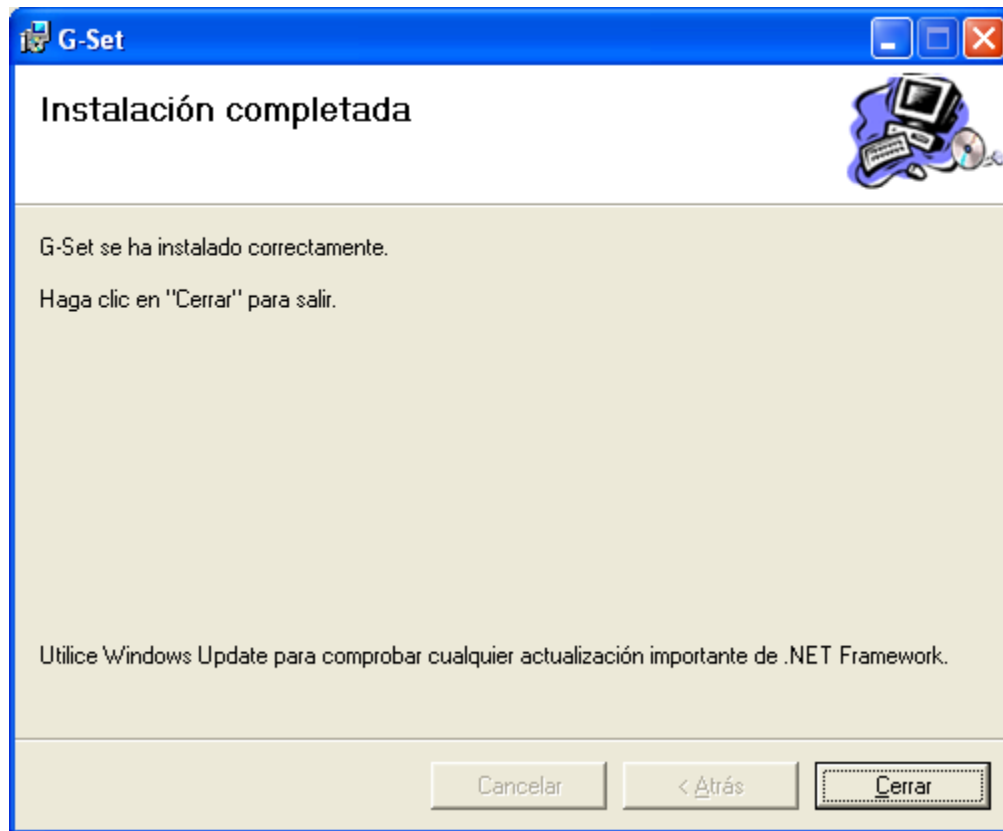 G-Set
Instalación completada
G-Set se ha instalado correctamente.
Haga clic en "Cerrar" para salir.
Utilice Windows Update para comprobar cualquier actualización importante de .NET Framework.
Cancelar
< Atrás
Cerrar